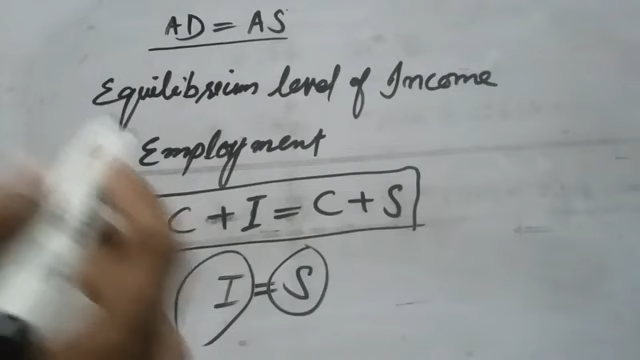 AD = AS
Equilibrium level of Income
Employment
C + I = C + S
I = S